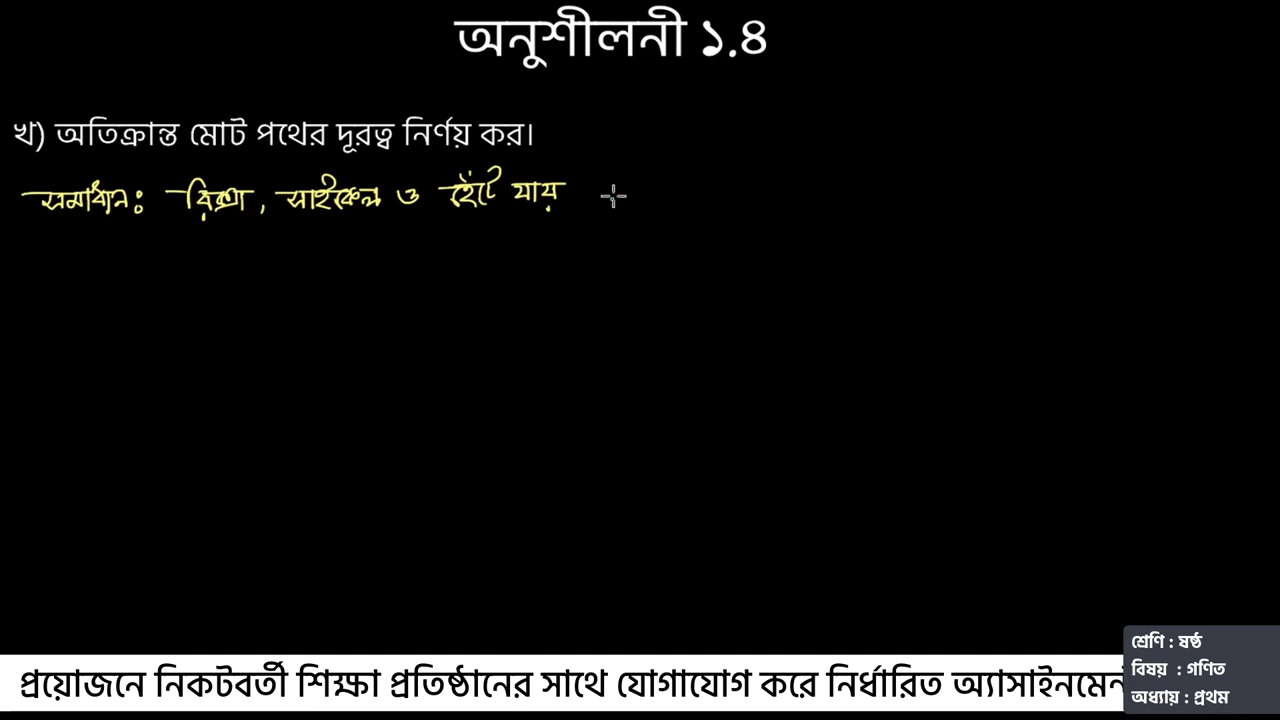 অনুশীলনী ১.৪
খ) অতিক্রান্ত মোট পথের দূরত্ব নির্ণয় কর।
সমাধান: রিক্সা, সাইকেল ও হেঁটে যায়
প্রয়োজনে নিকটবর্তী শিক্ষা প্রতিষ্ঠানের সাথে যোগাযোগ করে নির্ধারিত অ্যাসাইনমেন
শ্রেণি : ষষ্ঠ
বিষয় : গণিত
অধ্যায় : প্রথম